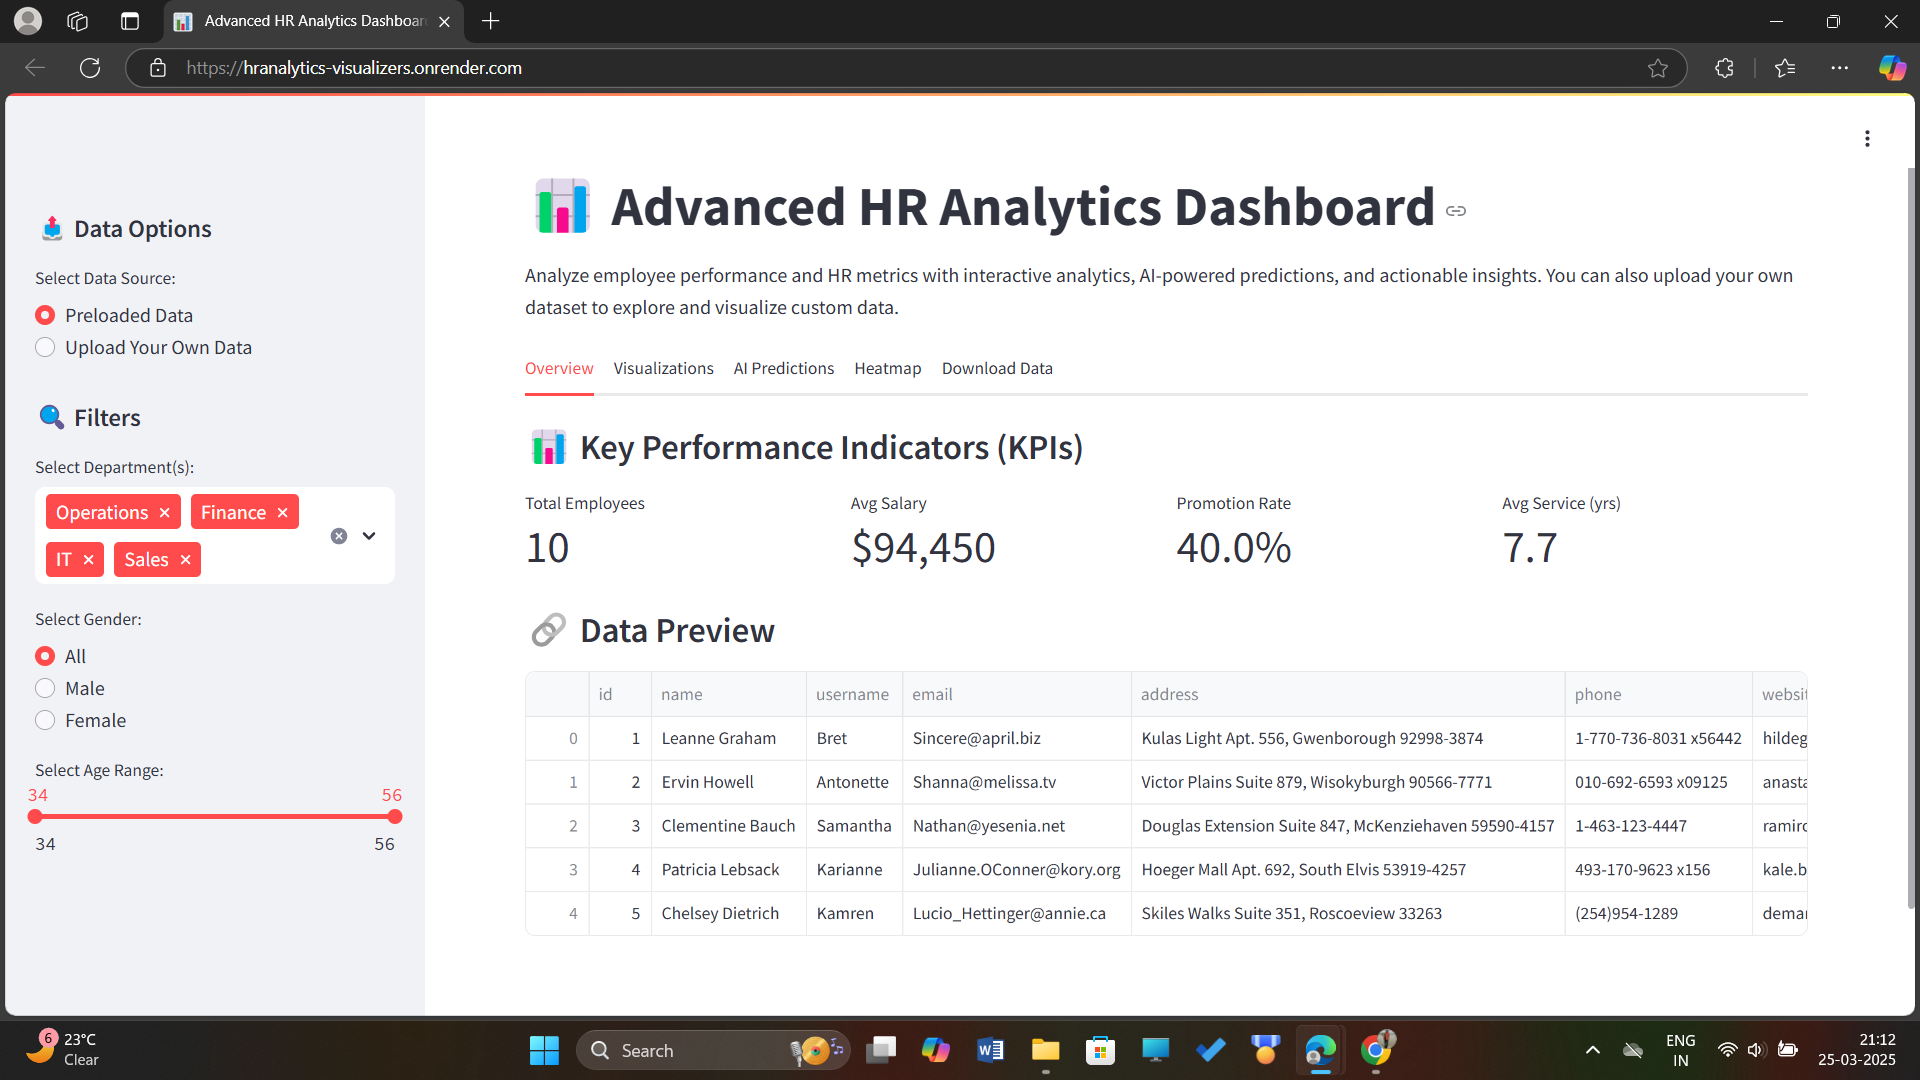 Advanced HR Analytics Dashboar
https://hranalytics-visualizers.onrender.com
Data Options
Select Data Source:
Preloaded Data
Upload Your Own Data
Filters
Select Department(s):
Operations
Finance
IT
Sales
Select Gender:
All
Male
Female
Select Age Range:
34 56
34 56
Advanced HR Analytics Dashboard
Analyze employee performance and HR metrics with interactive analytics, AI-powered predictions, and actionable insights. You can also upload your own
dataset to explore and visualize custom data.
Overview Visualizations AI Predictions Heatmap Download Data
Key Performance Indicators (KPIs)
Total Employees Avg Salary Promotion Rate Avg Service (yrs)
10 $94,450 40.0% 7.7
Data Preview
id name username email address phone websit
0 1 Leanne Graham Bret Sincere@april.biz Kulas Light Apt. 556, Gwenborough 92998-3874 1-770-736-8031 x56442 hildeg
1 2 Ervin Howell Antonette Shanna@melissa.tv Victor Plains Suite 879, Wisokyburgh 90566-7771 010-692-6593 x09125 anasta
2 3 Clementine Bauch Samantha Nathan@yesenia.net Douglas Extension Suite 847, McKenziehaven 59590-4157 1-463-123-4447 ramiro
3 4 Patricia Lebsack Karianne Julianne.OConner@kory.org Hoeger Mall Apt. 692, South Elvis 53919-4257 493-170-9623 x156 kale.b
4 5 Chelsey Dietrich Kamren Lucio_Hettinger@annie.ca Skiles Walks Suite 351, Roscoeview 33263 (254)954-1289 demar
6
23°C
Clear
Search
ENG
IN
21:12
25-03-2025